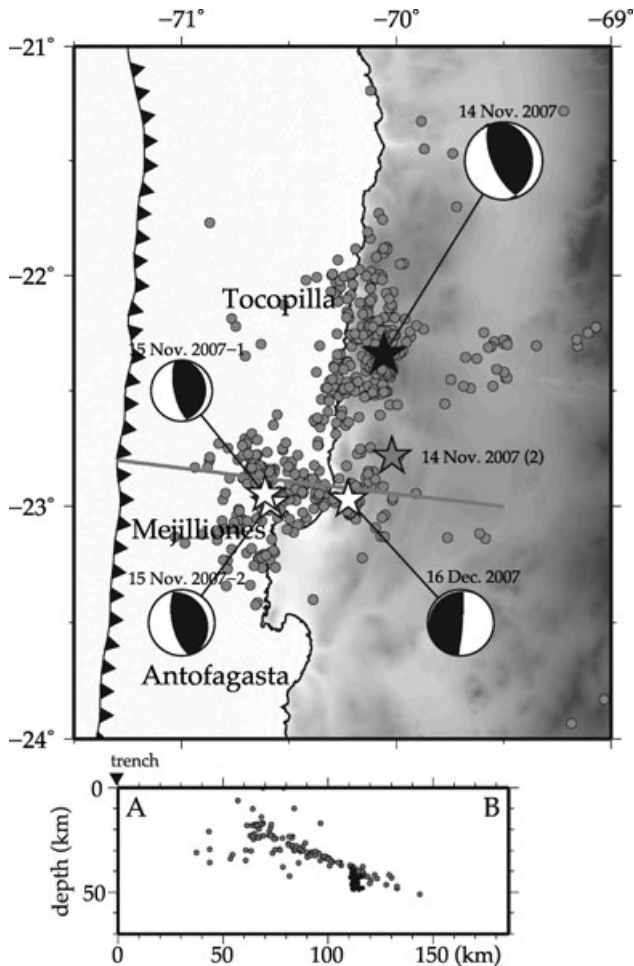 −71° −70° −69°
−21°
14 Nov. 2007
−22°
Tocopilla
15 Nov. 2007−1
14 Nov. 2007 (2)
−23°
Mejilliones
15 Nov. 2007−2
16 Dec. 2007
Antofagasta
−24°
trench
0
A B
depth (km)
50
0 50 100 150 (km)